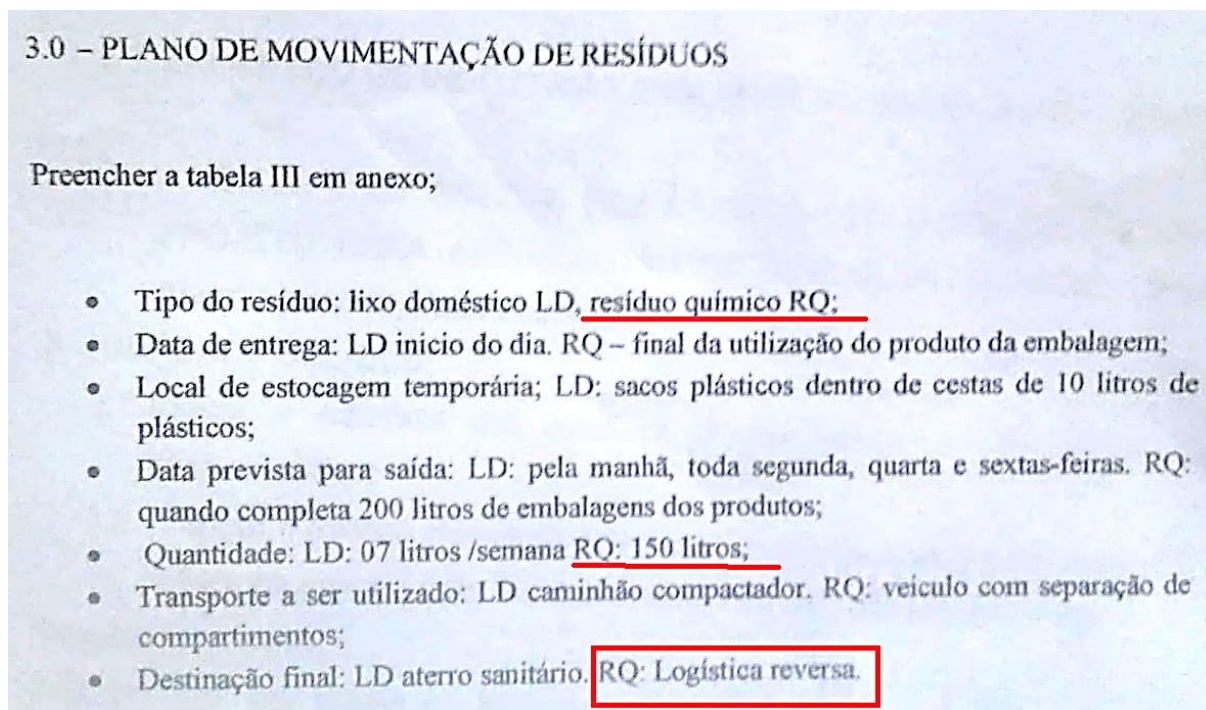 3.0 – PLANO DE MOVIMENTAÇÃO DE RESÍDUOS
Preencher a tabela III em anexo;
• Tipo do resíduo: lixo doméstico LD, resíduo químico RQ;
• Data de entrega: LD inicio do dia. RQ – final da utilização do produto da embalagem;
• Local de estocagem temporária; LD: sacos plásticos dentro de cestas de 10 litros de
plásticos;
• Data prevista para saída: LD: pela manhã, toda segunda, quarta e sextas-feiras. RQ:
quando completa 200 litros de embalagens dos produtos;
• Quantidade: LD: 07 litros /semana RQ: 150 litros;
• Transporte a ser utilizado: LD caminhão compactador. RQ: veiculo com separação de
compartimentos;
• Destinação final: LD aterro sanitário. RQ: Logística reversa.